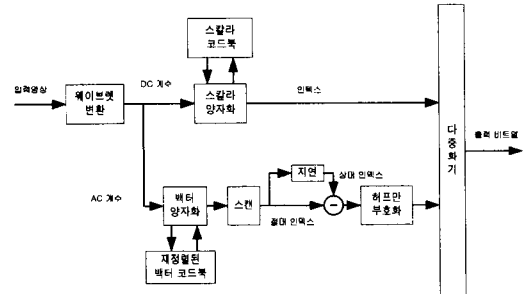 스칼라
코드북
DC 계수
입력영상
웨이브렛
변환
스칼라
양자화
인덱스
다
중
화
기
출력 비트열
지연
상대 인덱스
AC 계수
백터
양자화
스캔
절대 인덱스
허프만
부호화
재정렬된
백터 코드북